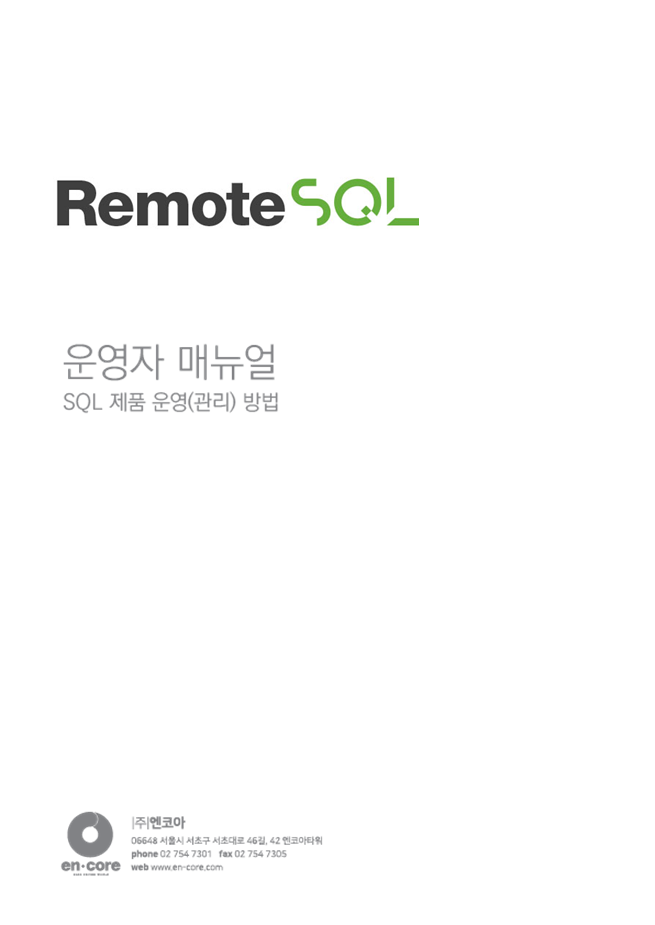 RemoteSQL
운영자 매뉴얼
SQL 제품 운영(관리) 방법
|주|엔코아
06648 서울시 서초구 서초대로 46길, 42 엔코아타워
phone 02 754 7301 fax 02 754 7305
en·core
web www.en-core.com